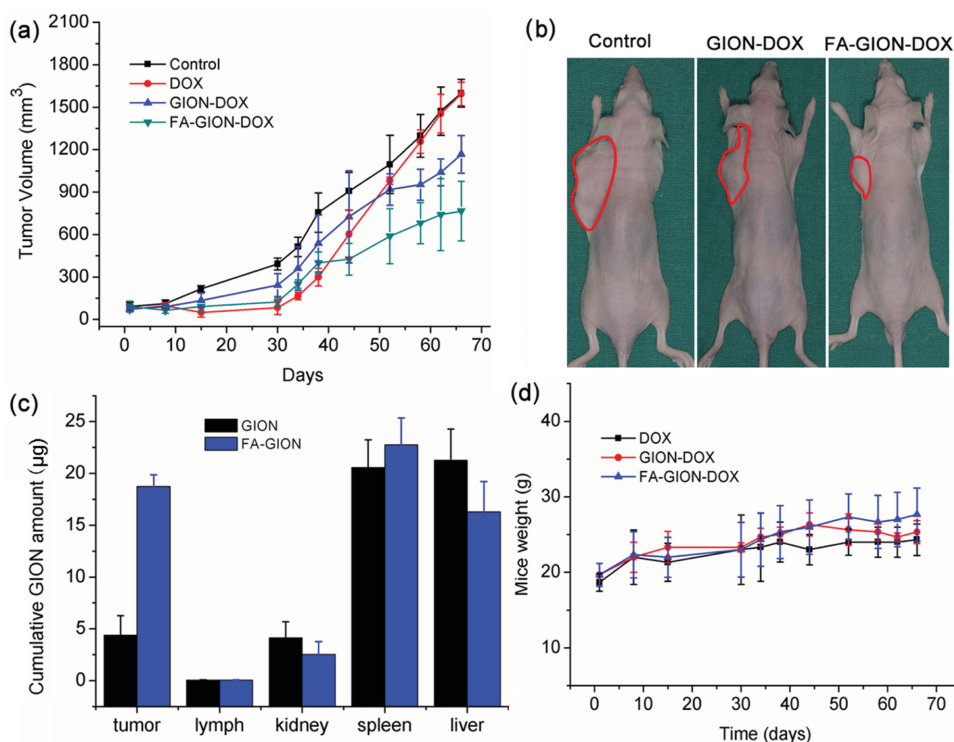 (a)
2100
1800
1500
1200
900
600
300
0
Tumor Volume (mm³)
Control
DOX
GION-DOX
FA-GION-DOX
0 10 20 30 40 50 60 70
Days
(b)
Control GION-DOX FA-GION-DOX
(c)
25
20
15
10
5
0
Cumulative GION amount (μg)
GION
FA-GION
tumor lymph kidney spleen liver
(d)
40
30
20
10
Mice weight (g)
DOX
GION-DOX
FA-GION-DOX
0 10 20 30 40 50 60 70
Time (days)